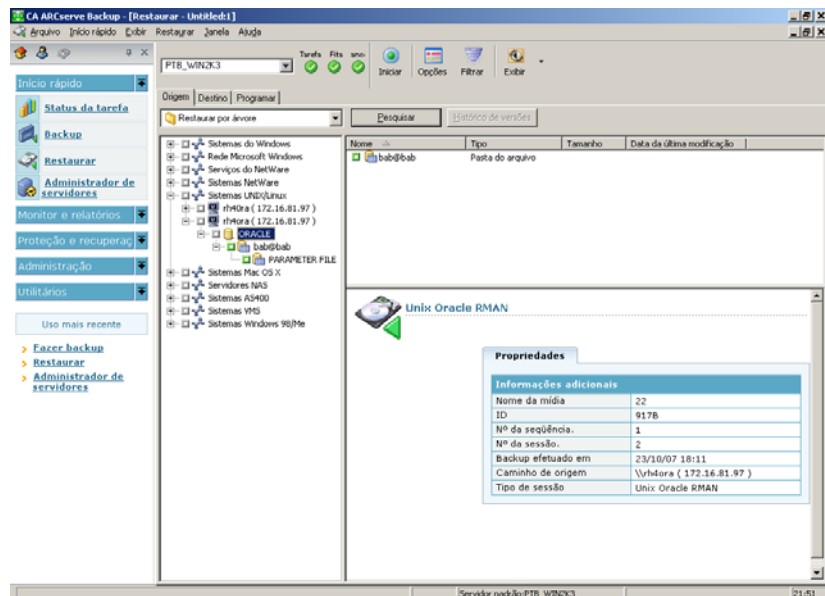 CA ARCserve Backup - [Restaurar - Untitled:1]
Arquivo Início rápido Exibir Restaurar Janela Ajuda
PTB_WIN2K3
Tarefa Fita
Iniciar Opções Filtrar Exibir
Início rápido
Status da tarefa
Backup
Restaurar
Administrador de
servidores
Monitor e relatórios
Proteção e recuperaç
Administração
Utilitários
Uso mais recente
Fazer backup
Restaurar
Administrador de
servidores
Origem Destino Programar
Restaurar por árvore
Pesquisar Histórico de versões
Sistemas do Windows
Rede Microsoft Windows
Serviços do NetWare
Sistemas NetWare
Sistemas UNIX/Linux
rh4ora ( 172.16.81.97 )
rh4ora ( 172.16.81.97 )
ORACLE
bab@bab
PARAMETER FILE
Sistemas Mac OS X
Servidores NAS
Sistemas AS400
Sistemas VMS
Sistemas Windows 98/Me
Nome Tipo Tamanho Data da última modificação
bab@bab Pasta do arquivo
Unix Oracle RMAN
Propriedades
Informações adicionais
Nome da mídia 22
ID 917B
Nº da seqüência. 1
Nº da sessão. 2
Backup efetuado em 23/10/07 18:11
Caminho de origem \\rh4ora ( 172.16.81.97 )
Tipo de sessão Unix Oracle RMAN
Servidor padrão:PTB_WIN2K3 21:51